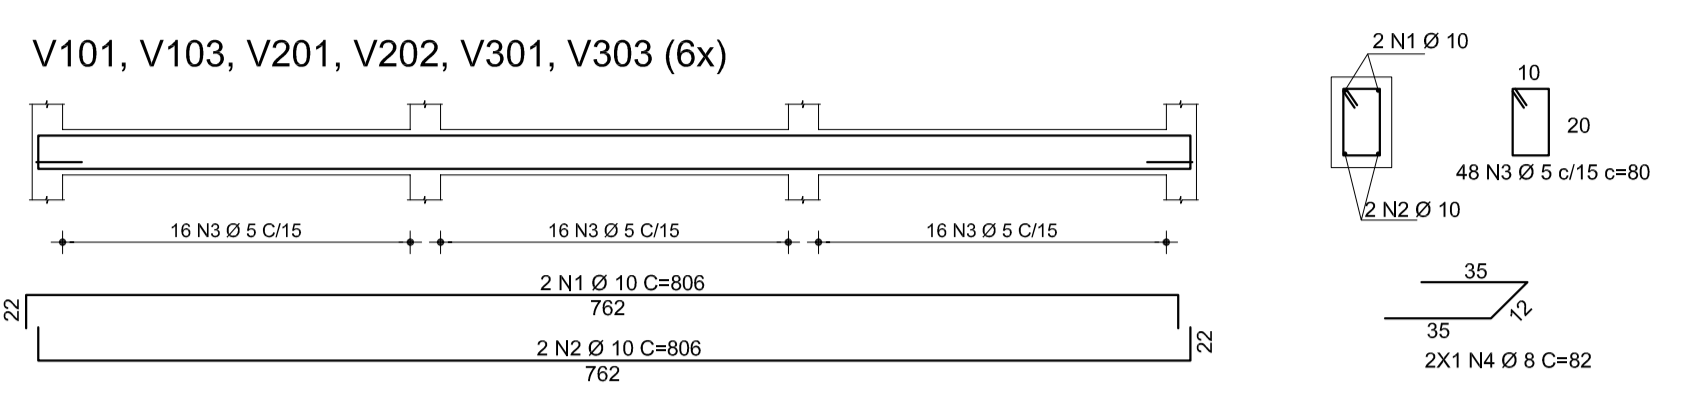 V101, V103, V201, V202, V301, V303 (6x)
16 N3 Ø 5 C/15
16 N3 Ø 5 C/15
16 N3 Ø 5 C/15
2 N1 Ø 10 C=806
762
22
2 N2 Ø 10 C=806
762
22
2 N1 Ø 10
2 N2 Ø 10
10
20
48 N3 Ø 5 c/15 c=80
35
12
35
2X1 N4 Ø 8 C=82